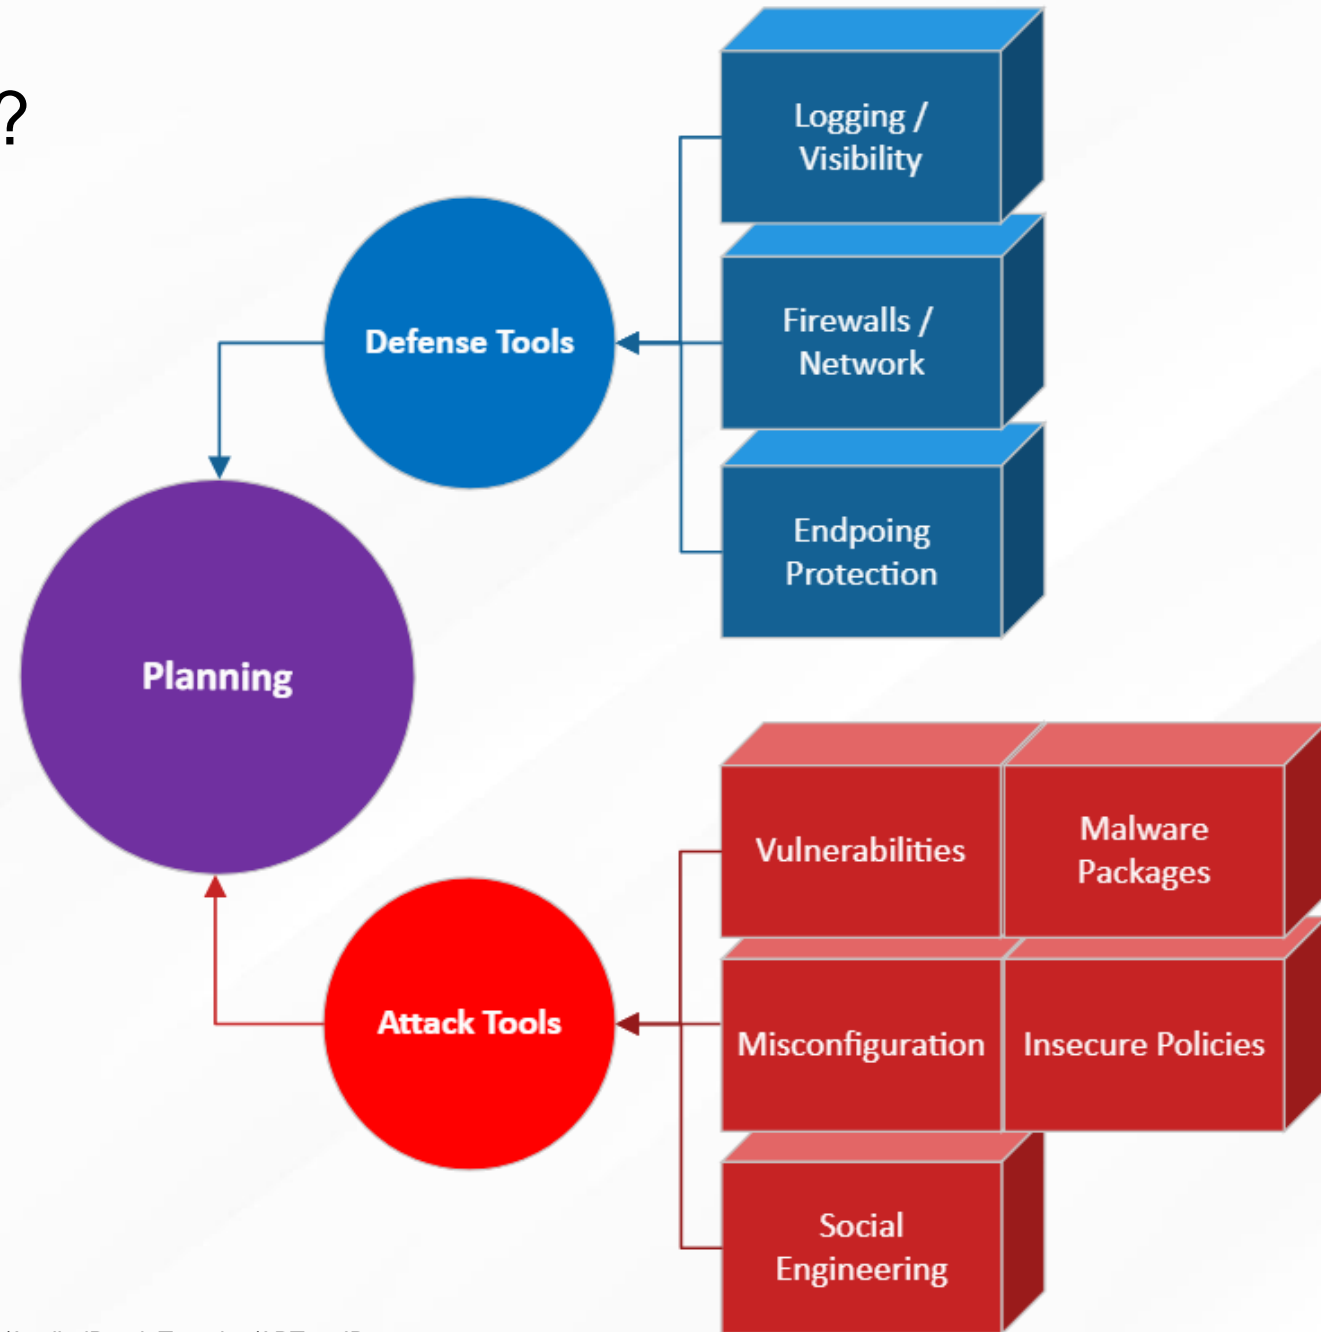 ?
Logging /
Visibility
Defense Tools
Firewalls /
Network
Endpoing
Protection
Planning
Vulnerabilities
Malware
Packages
Attack Tools
Misconfiguration
Insecure Policies
Social
Engineering